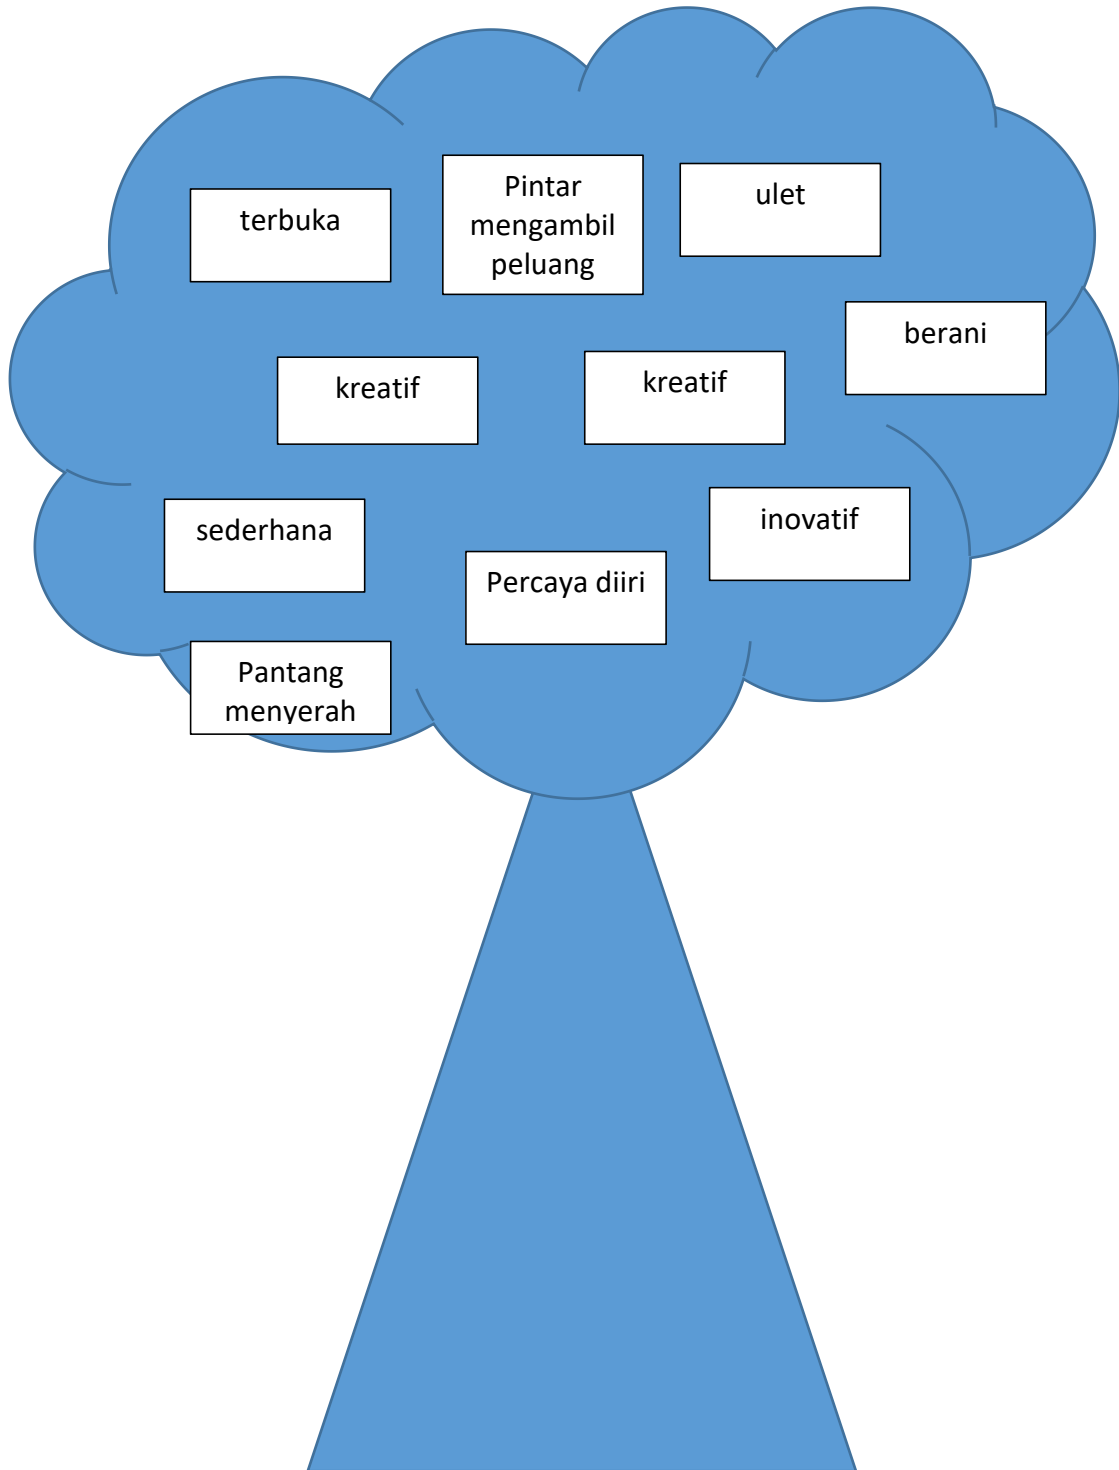 terbuka
Pintar
mengambil
peluang
ulet
berani
kreatif
kreatif
sederhana
inovatif
Percaya diiri
Pantang
menyerah